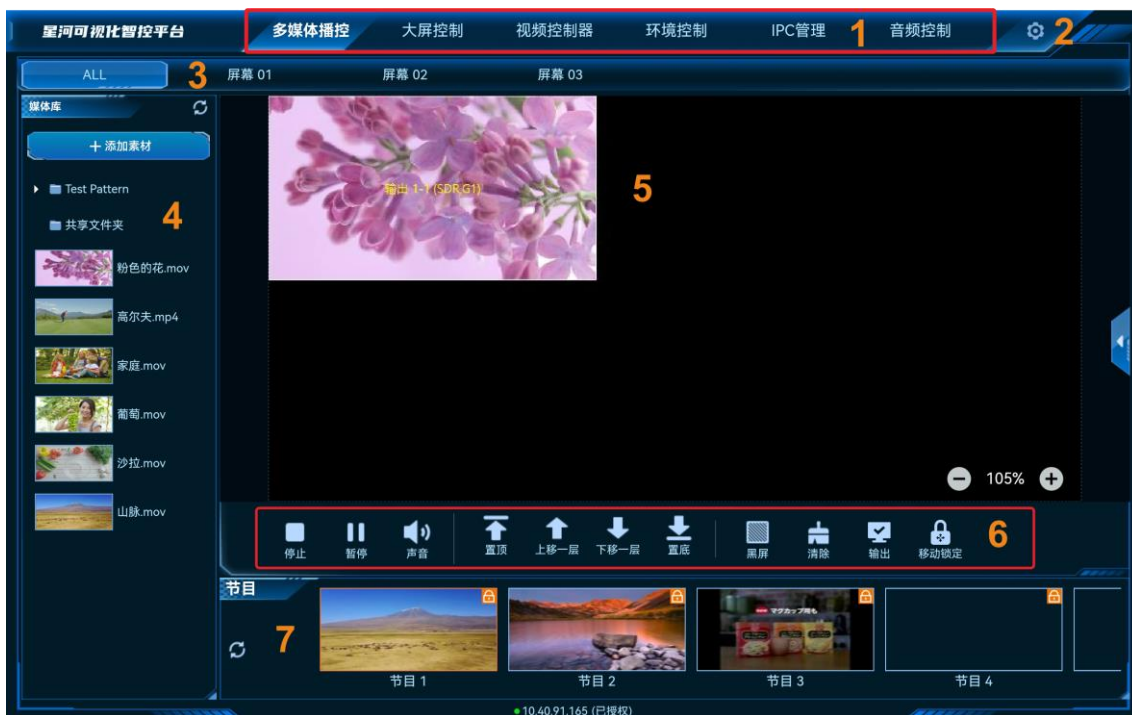 星河可视化智控平台
多媒体播控 大屏控制 视频控制器 环境控制 IPC管理 1 音频控制 2
ALL 3 屏幕 01 屏幕 02 屏幕 03
媒体库
+ 添加素材
Test Pattern
共享文件夹
4
粉色的花.mov
高尔夫.mp4
家庭.mov
葡萄.mov
沙拉.mov
山脉.mov
输出 1-1 (SDR G1)
5
105%
停止 暂停 声音 置顶 上移一层 下移一层 置底 黑屏 清除 输出 移动锁定 6
节目
7
マグカップ用も
节目 1 节目 2 节目 3 节目 4
10.40.91.165 (已授权)